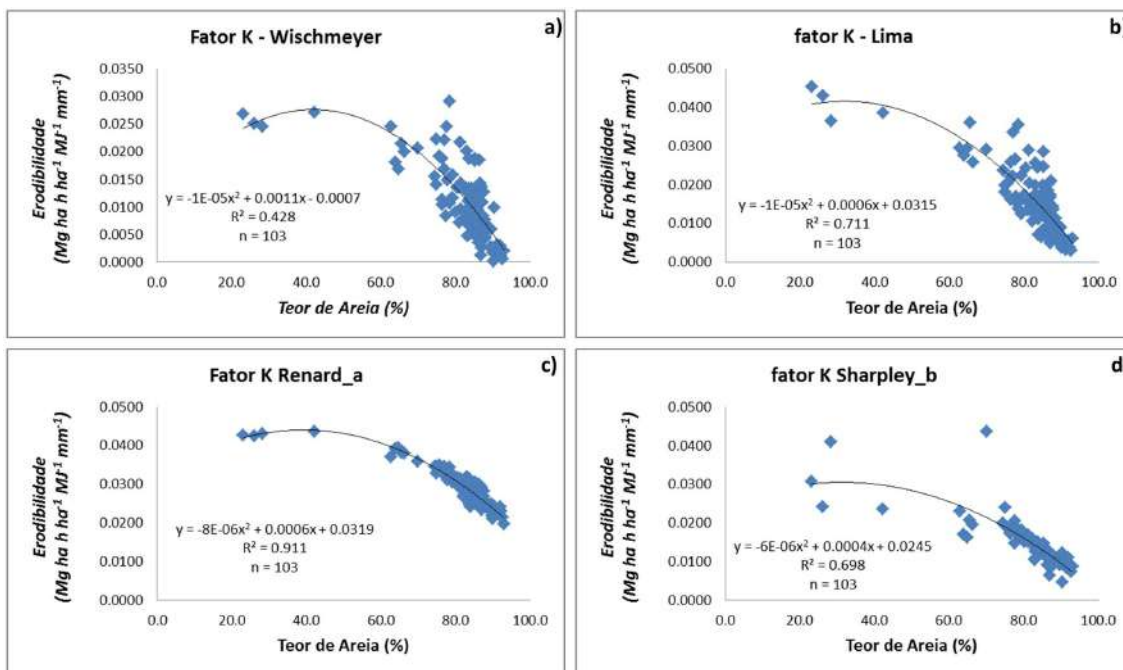 a)
Fator K - Wischmeyer
0.0350
0.0300
0.0250
0.0200
0.0150
0.0100
0.0050
0.0000
Erodibilidade
(Mg ha h ha⁻¹ MJ⁻¹ mm⁻¹)
y = -1E-05x² + 0.0011x - 0.0007
R² = 0.428
n = 103
0.0 20.0 40.0 60.0 80.0 100.0
Teor de Areia (%)
b)
fator K - Lima
0.0500
0.0400
0.0300
0.0200
0.0100
0.0000
Erodibilidade
(Mg ha h ha⁻¹ MJ⁻¹ mm⁻¹)
y = -1E-05x² + 0.0006x + 0.0315
R² = 0.711
n = 103
0.0 20.0 40.0 60.0 80.0 100.0
Teor de Areia (%)
c)
Fator K Renard_a
0.0500
0.0400
0.0300
0.0200
0.0100
0.0000
Erodibilidade
(Mg ha h ha⁻¹ MJ⁻¹ mm⁻¹)
y = -8E-06x² + 0.0006x + 0.0319
R² = 0.911
n = 103
0.0 20.0 40.0 60.0 80.0 100.0
Teor de Areia (%)
d
fator K Sharpley_b
0.0500
0.0400
0.0300
0.0200
0.0100
0.0000
Erodibilidade
(Mg ha h ha⁻¹ MJ⁻¹ mm⁻¹)
y = -6E-06x² + 0.0004x + 0.0245
R² = 0.698
n = 103
0.0 20.0 40.0 60.0 80.0 100.0
Teor de Areia (%)